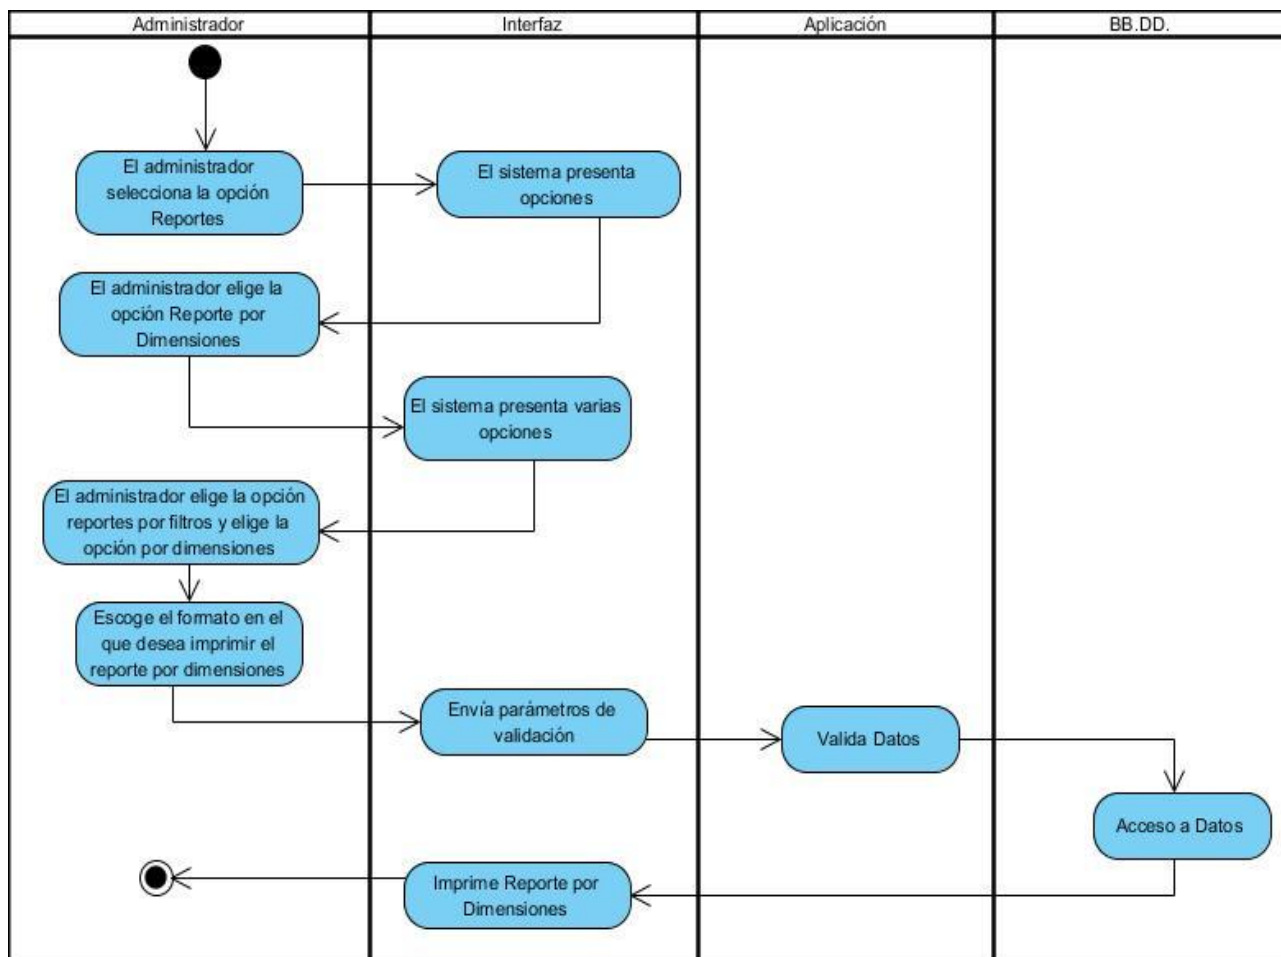 Administrador
Interfaz
Aplicación
BB.DD.
El administrador
selecciona la opción
Reportes
El sistema presenta
opciones
El administrador elige la
opción Reporte por
Dimensiones
El sistema presenta varias
opciones
El administrador elige la opción
reportes por filtros y elige la
opción por dimensiones
Escoge el formato en el
que desea imprimir el
reporte por dimensiones
Envía parámetros de
validación
Valida Datos
Acceso a Datos
Imprime Reporte por
Dimensiones